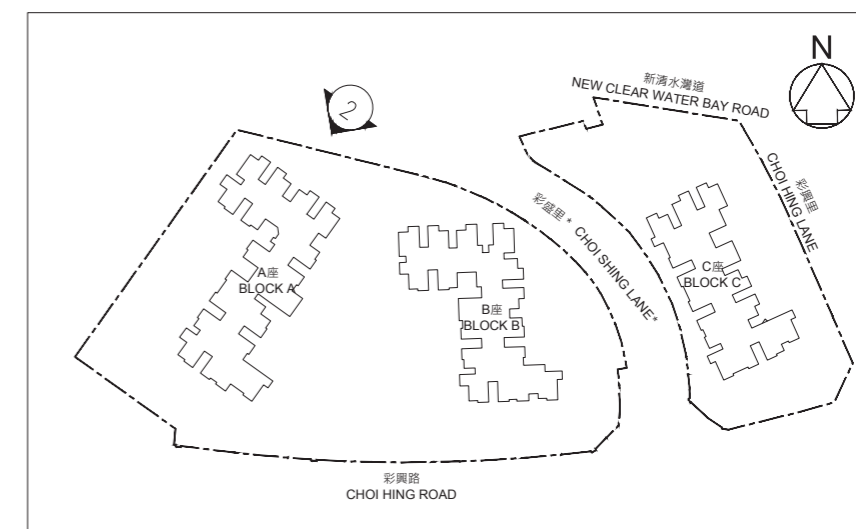 N
新清水灣道
NEW CLEAR WATER BAY ROAD
2
彩興里
CHOI HING LANE
彩盛里*
CHOI SHING LANE*
A座
BLOCK A
B座
BLOCK B
C座
BLOCK C
彩興路
CHOI HING ROAD